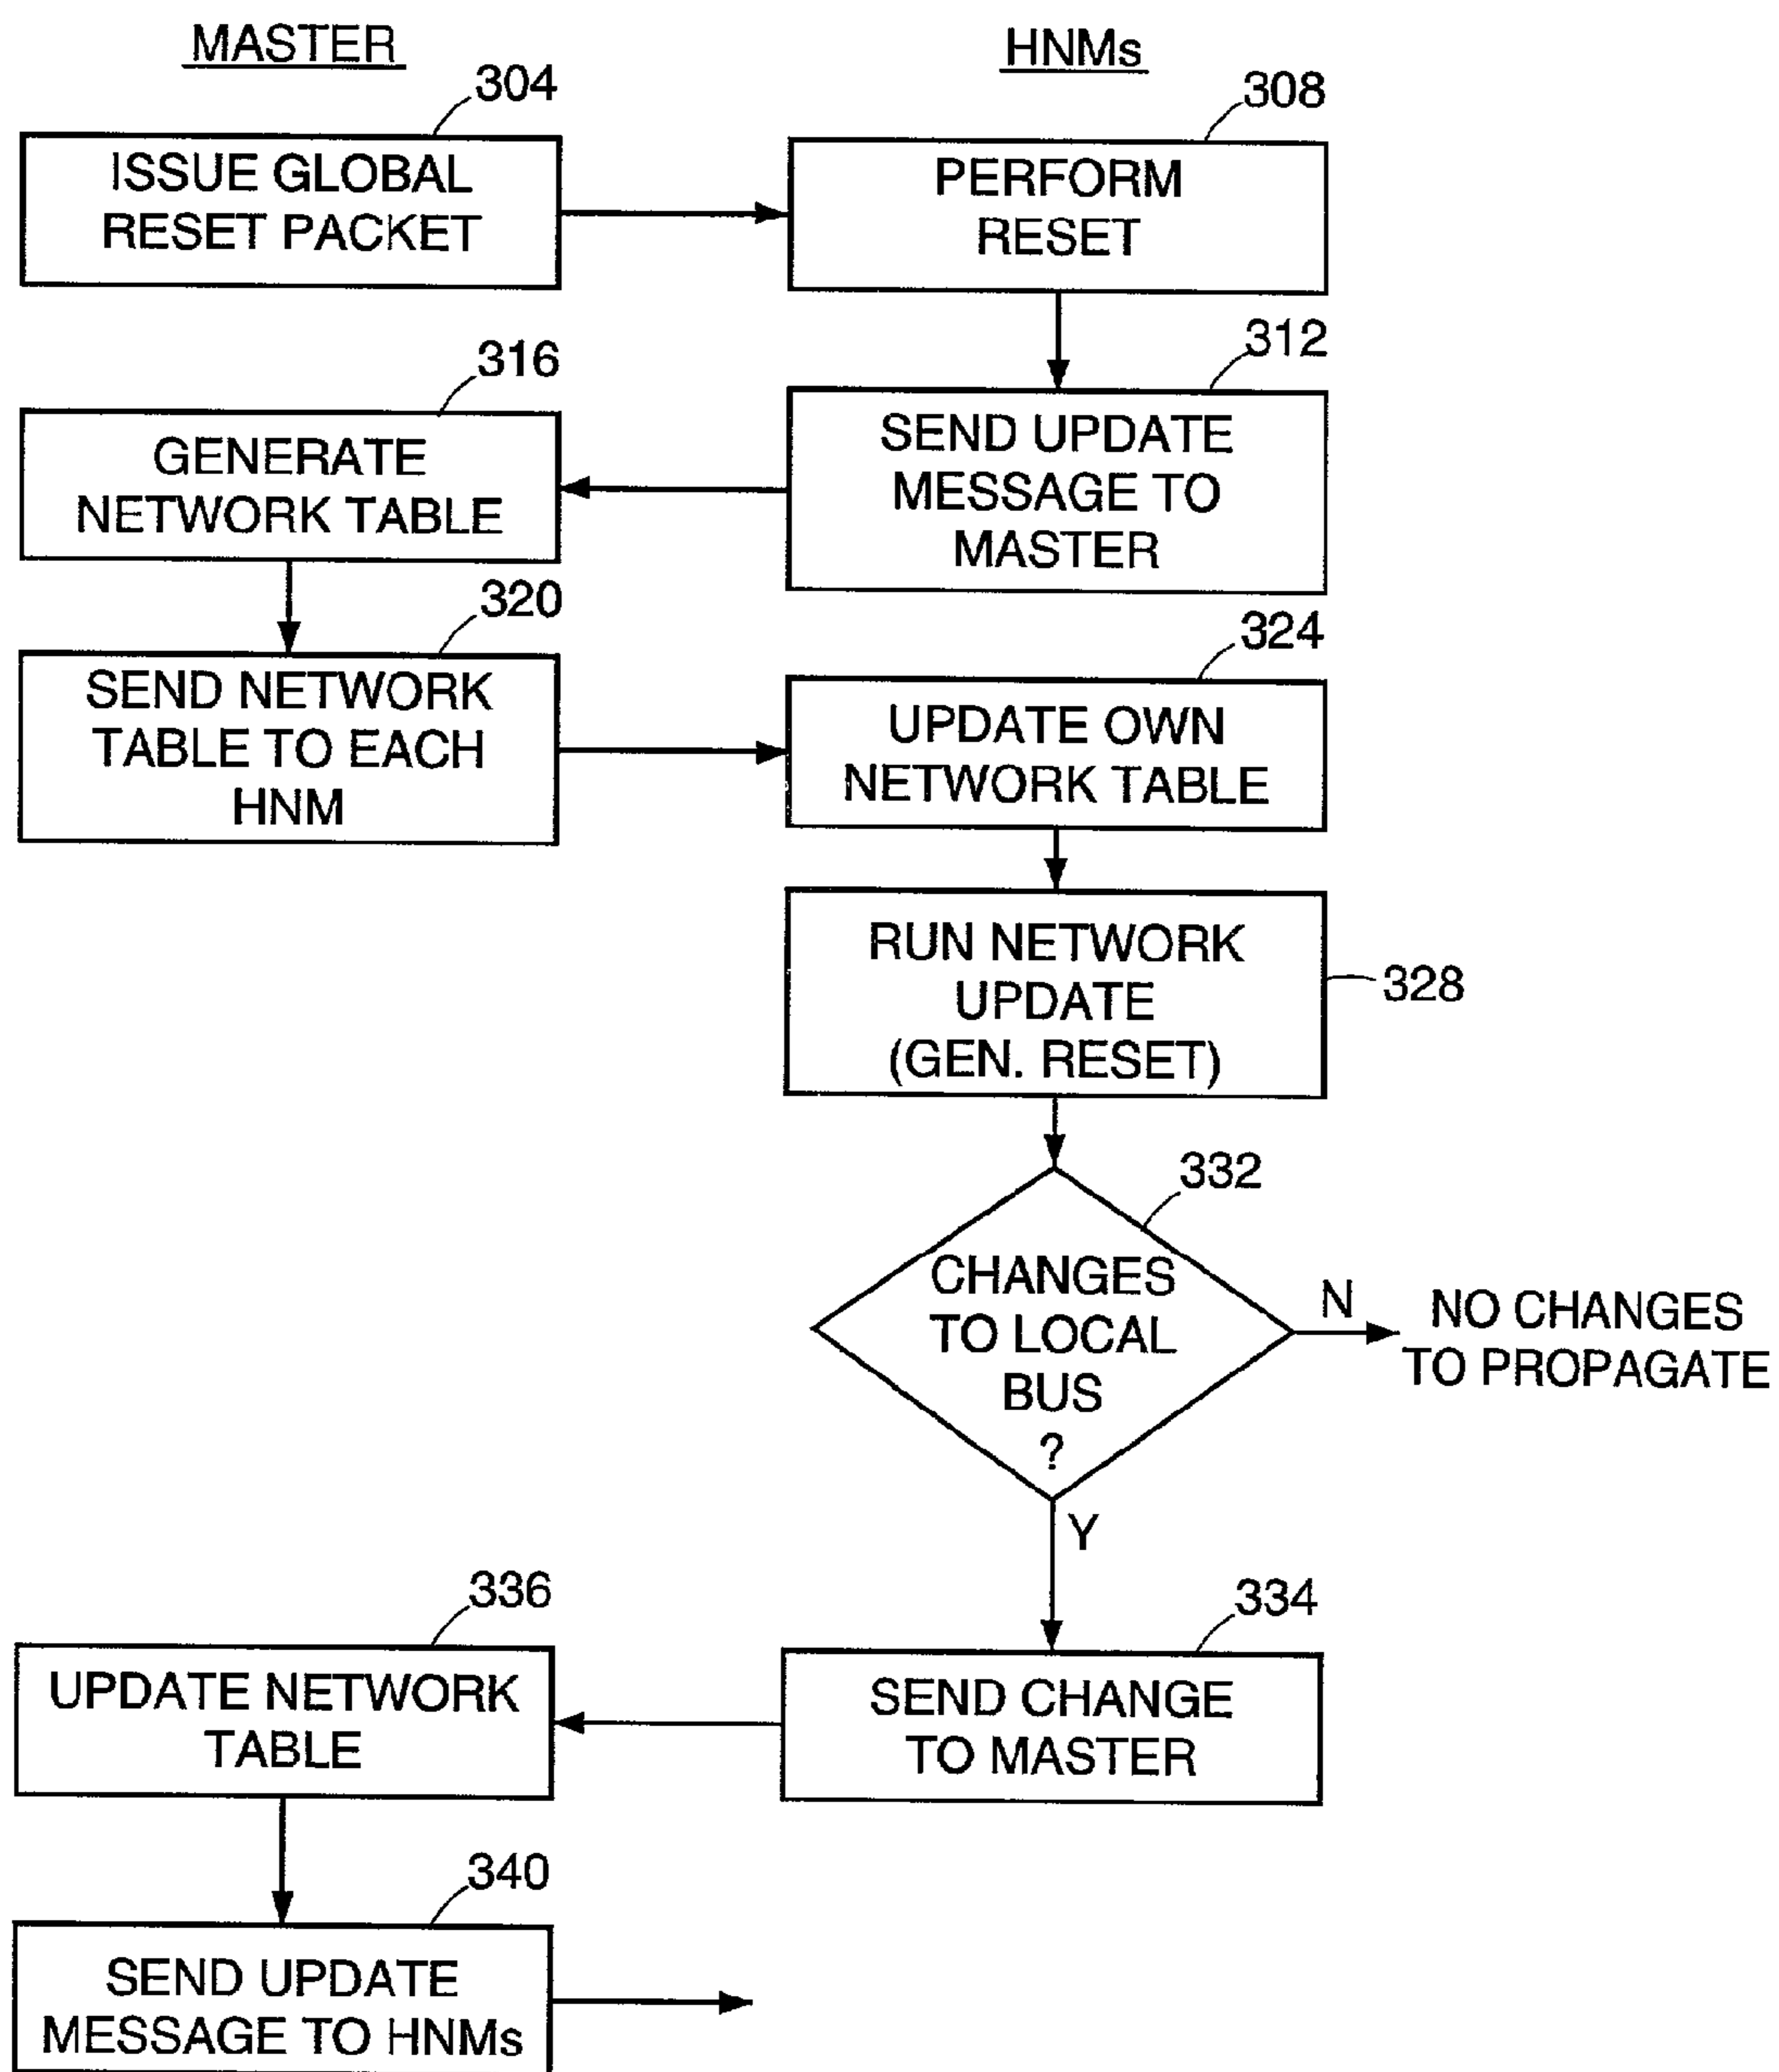 MASTER
HNMs
304
308
ISSUE GLOBAL
RESET PACKET
PERFORM
RESET
312
316
SEND UPDATE
MESSAGE TO
MASTER
GENERATE
NETWORK TABLE
320
324
SEND NETWORK
TABLE TO EACH
HNM
UPDATE OWN
NETWORK TABLE
RUN NETWORK
UPDATE
(GEN. RESET)
328
332
CHANGES
TO LOCAL
BUS
?
N
NO CHANGES
TO PROPAGATE
Y
336
334
UPDATE NETWORK
TABLE
SEND CHANGE
TO MASTER
340
SEND UPDATE
MESSAGE TO HNMs